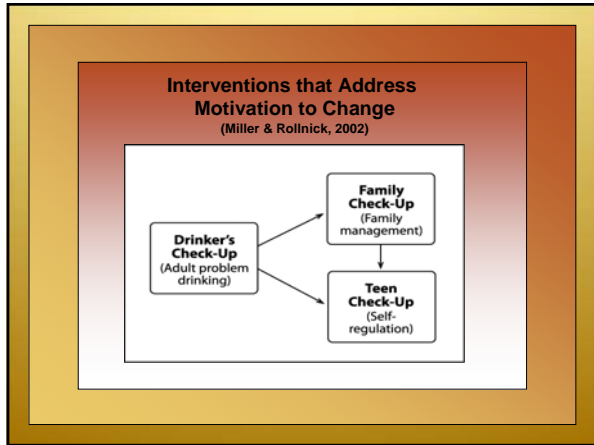 Interventions that Address
Motivation to Change
(Miller & Rollnick, 2002)
Drinker's
Check-Up
(Adult problem
drinking)
Family
Check-Up
(Family
management)
Teen
Check-Up
(Self-
regulation)